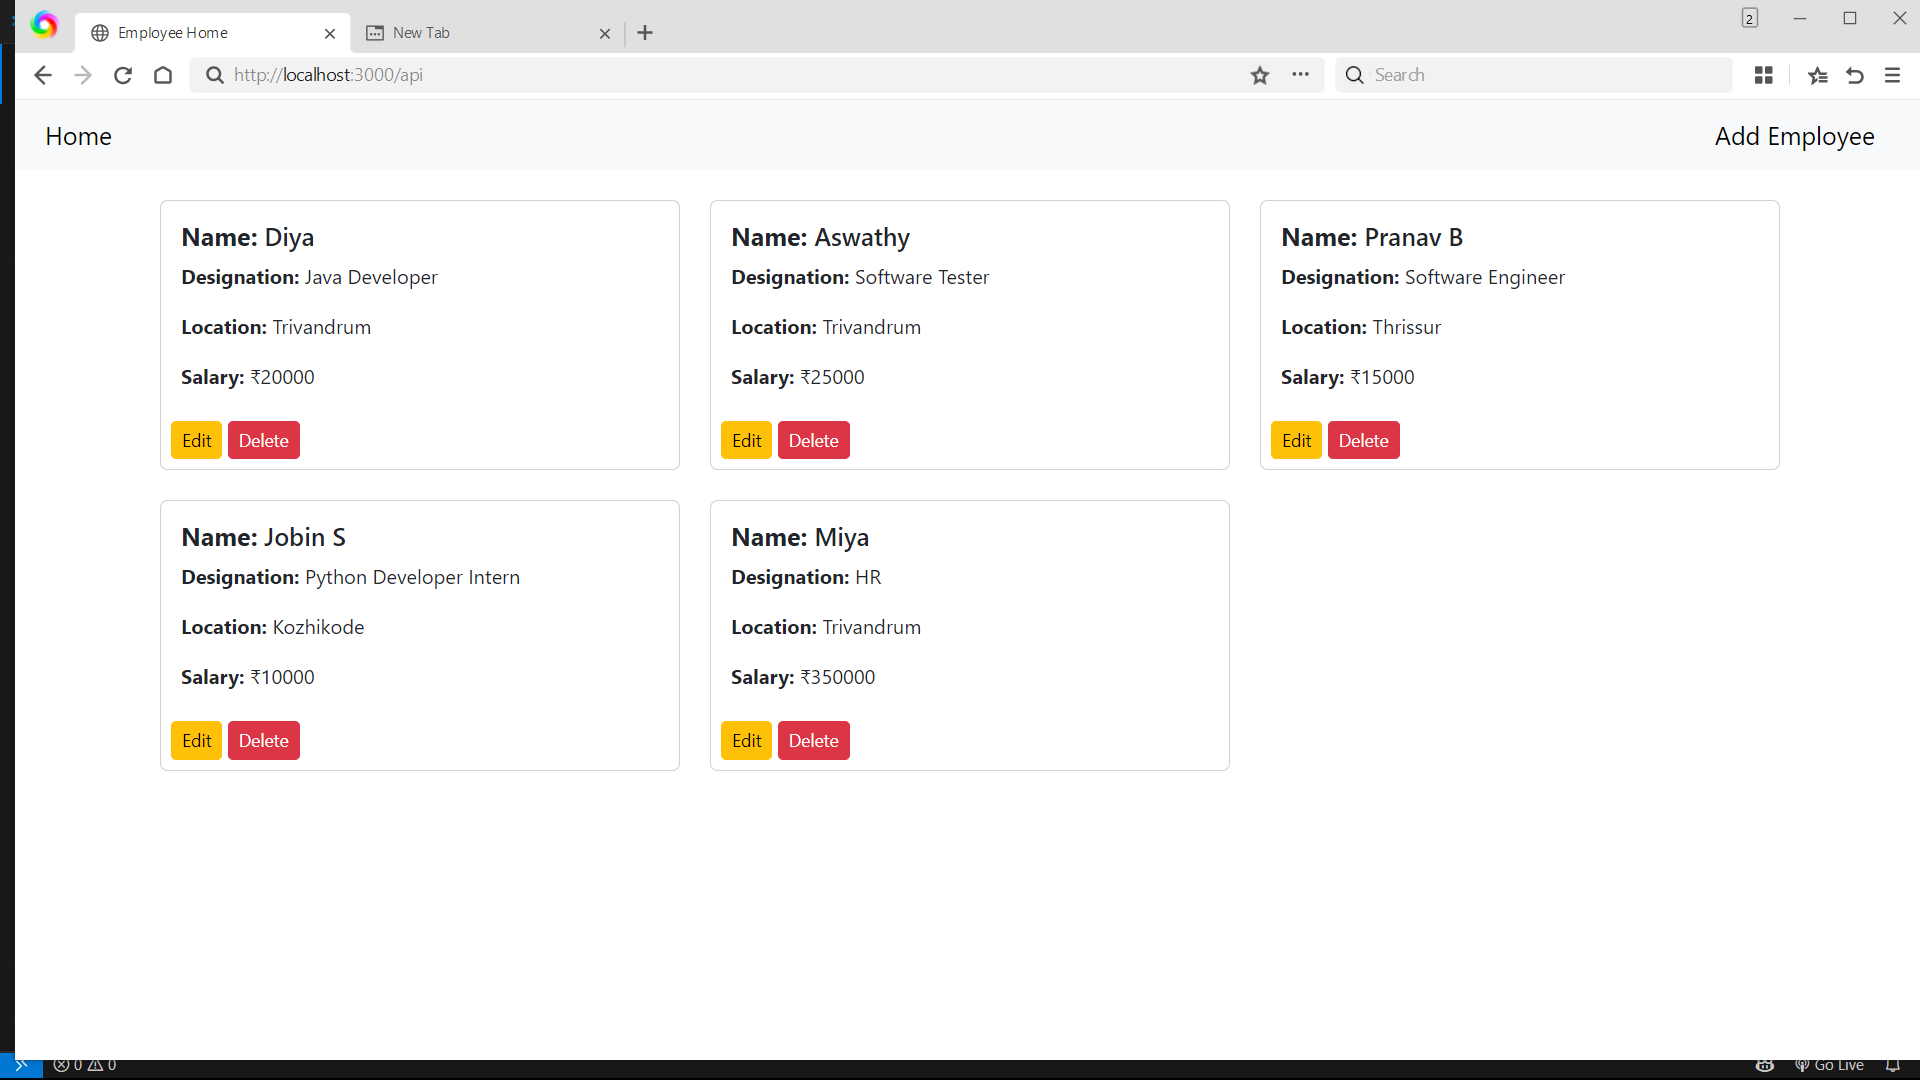 Employee Home
New Tab
2
http://localhost:3000/api
Search
Home
Add Employee
Name: Diya
Designation: Java Developer
Location: Trivandrum
Salary: ₹20000
Edit
Delete
Name: Aswathy
Designation: Software Tester
Location: Trivandrum
Salary: ₹25000
Edit
Delete
Name: Pranav B
Designation: Software Engineer
Location: Thrissur
Salary: ₹15000
Edit
Delete
Name: Jobin S
Designation: Python Developer Intern
Location: Kozhikode
Salary: ₹10000
Edit
Delete
Name: Miya
Designation: HR
Location: Trivandrum
Salary: ₹350000
Edit
Delete
0 0
Go Live